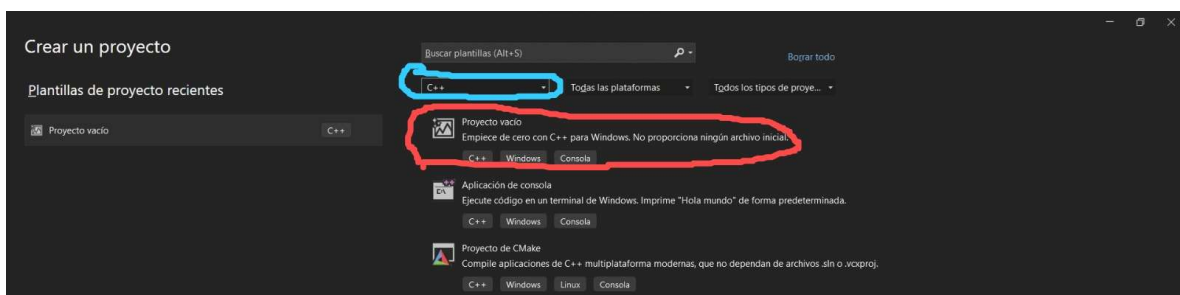 Crear un proyecto
Plantillas de proyecto recientes
Proyecto vacío C++
Buscar plantillas (Alt+S)
Borrar todo
C++ Todas las plataformas Todos los tipos de proye...
Proyecto vacío
Empiece de cero con C++ para Windows. No proporciona ningún archivo inicial.
C++ Windows Consola
Aplicación de consola
Ejecute código en un terminal de Windows. Imprime "Hola mundo" de forma predeterminada.
C++ Windows Consola
Proyecto de CMake
Compile aplicaciones de C++ multiplataforma modernas, que no dependan de archivos .sln o .vcxproj.
C++ Windows Linux Consola